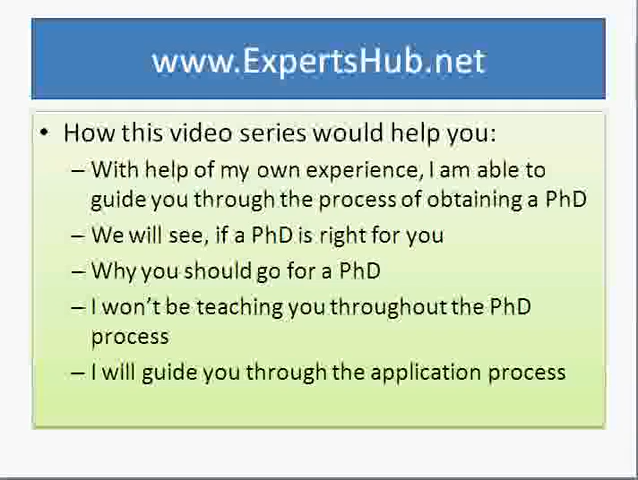 www.ExpertsHub.net
• How this video series would help you:
– With help of my own experience, I am able to
guide you through the process of obtaining a PhD
– We will see, if a PhD is right for you
– Why you should go for a PhD
– I won't be teaching you throughout the PhD
process
– I will guide you through the application process